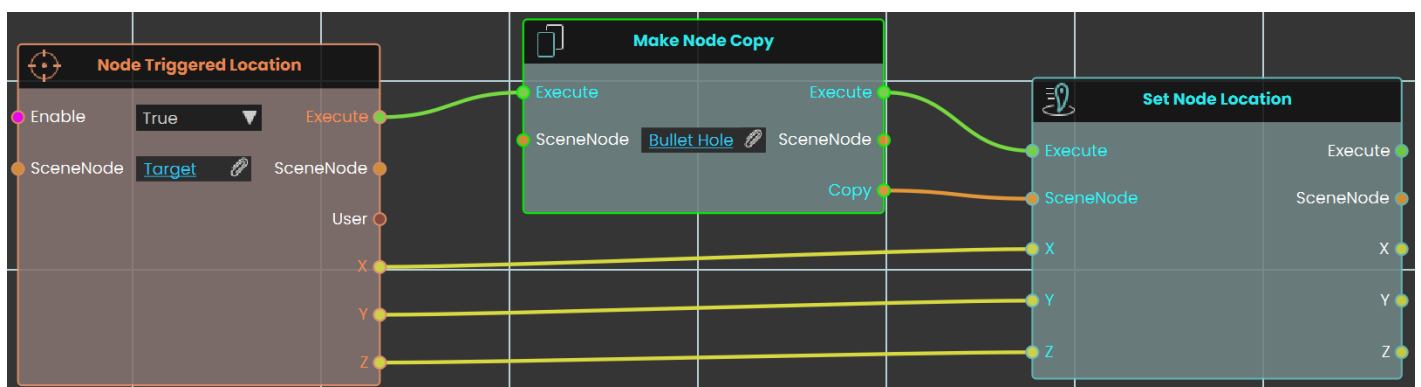 Node Triggered Location
Enable True Execute
SceneNode Target SceneNode
User
X
Y
Z
Make Node Copy
Execute Execute
SceneNode Bullet Hole SceneNode
Copy
Set Node Location
Execute Execute
SceneNode SceneNode
X X
Y Y
Z Z